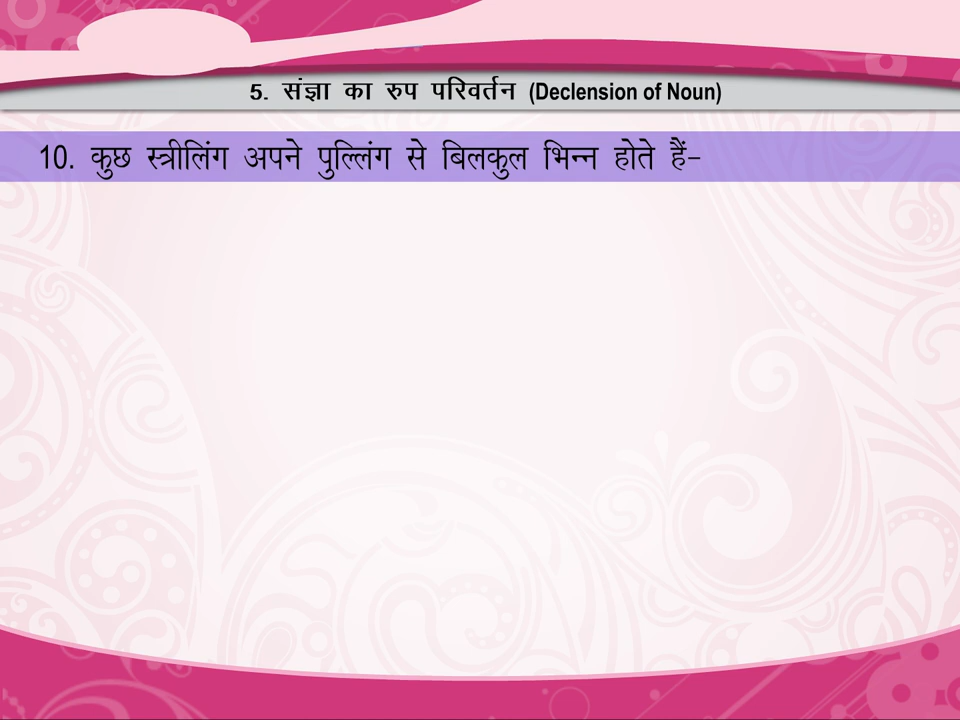 5. संज्ञा का रुप परिवर्तन (Declension of Noun)
10. कुछ स्त्रीलिंग अपने पुल्लिंग से बिलकुल भिन्न होते हैं-